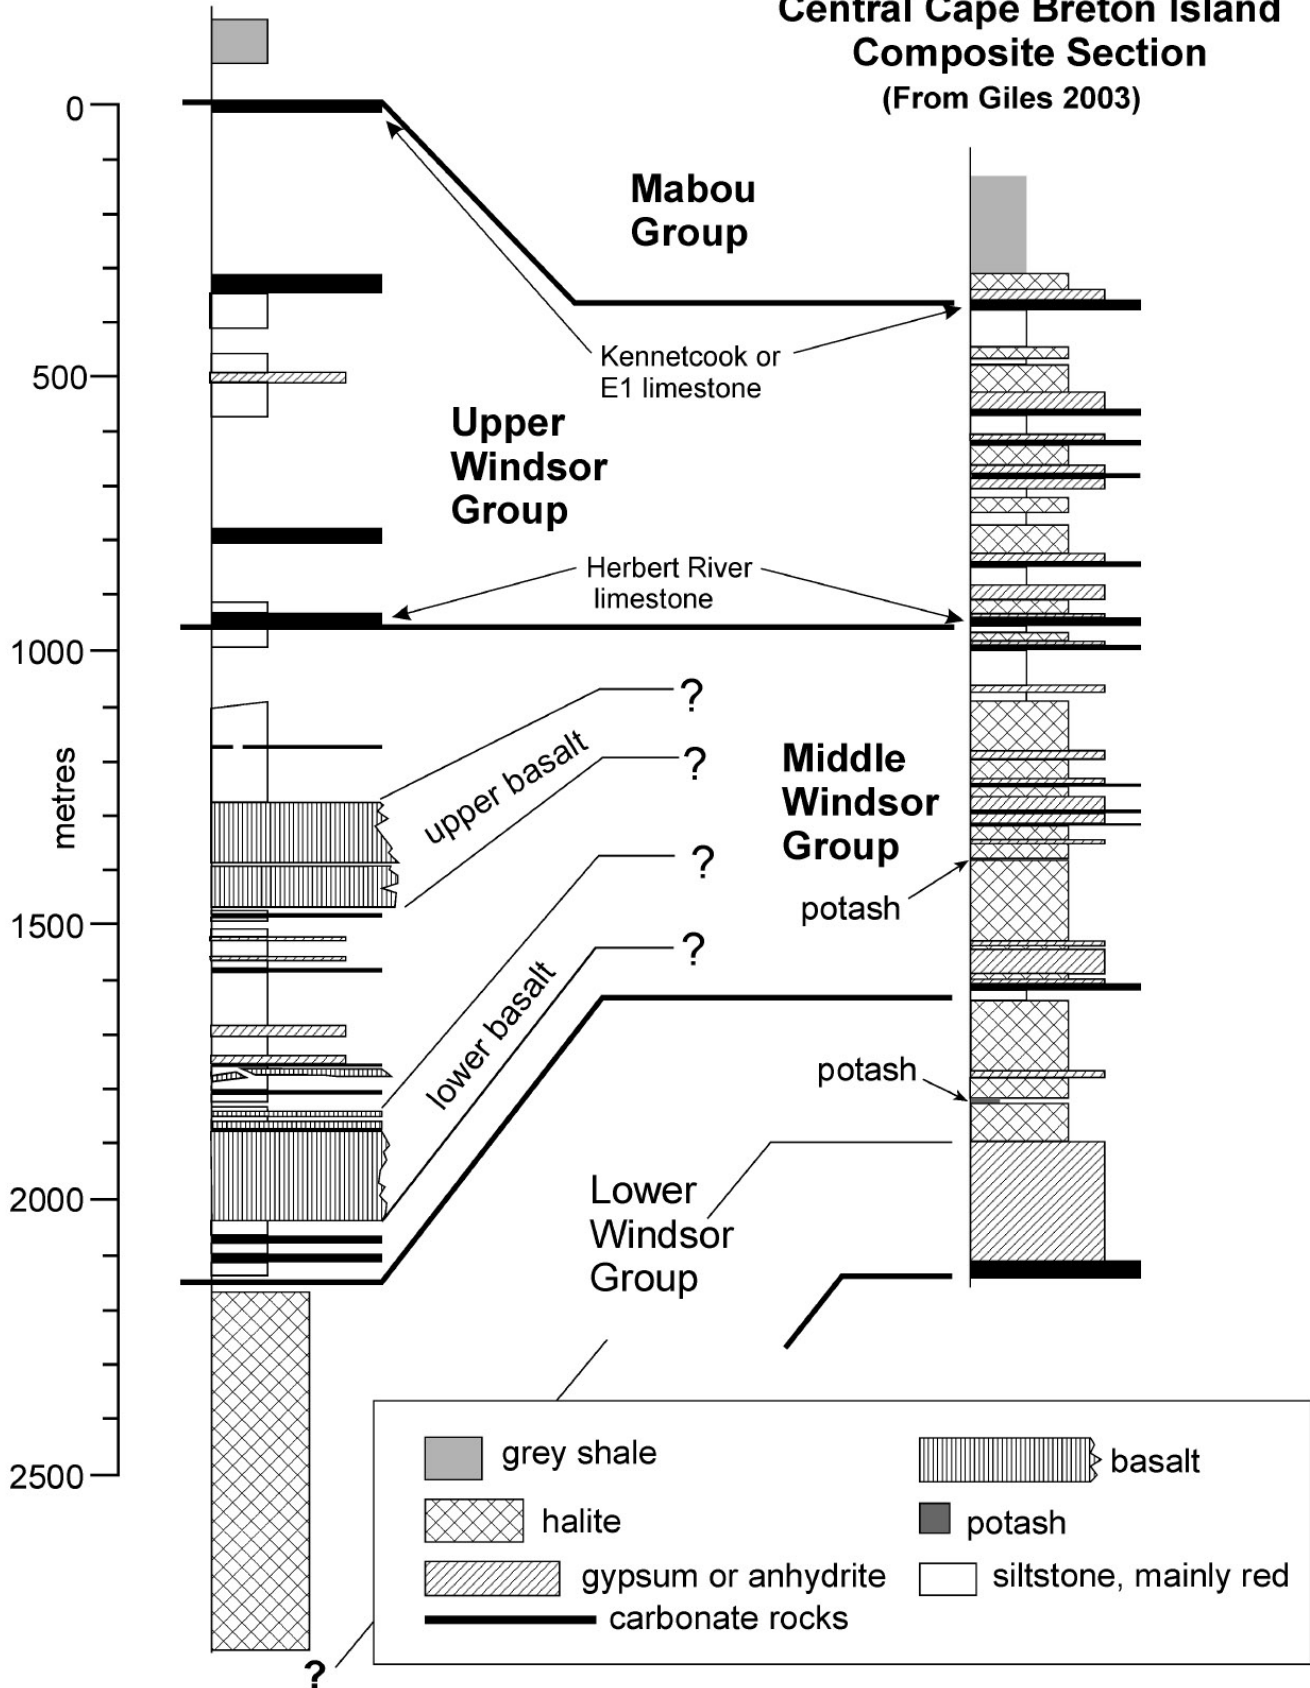 Central Cape Breton Island
Composite Section
(From Giles 2003)
0
500
1000
1500
2000
2500
metres
Mabou
Group
Kennetcook or
E1 limestone
Upper
Windsor
Group
Herbert River
limestone
?
upper basalt
?
Middle
Windsor
Group
?
potash
?
lower basalt
potash
Lower
Windsor
Group
grey shale
basalt
halite
potash
gypsum or anhydrite
siltstone, mainly red
carbonate rocks
?